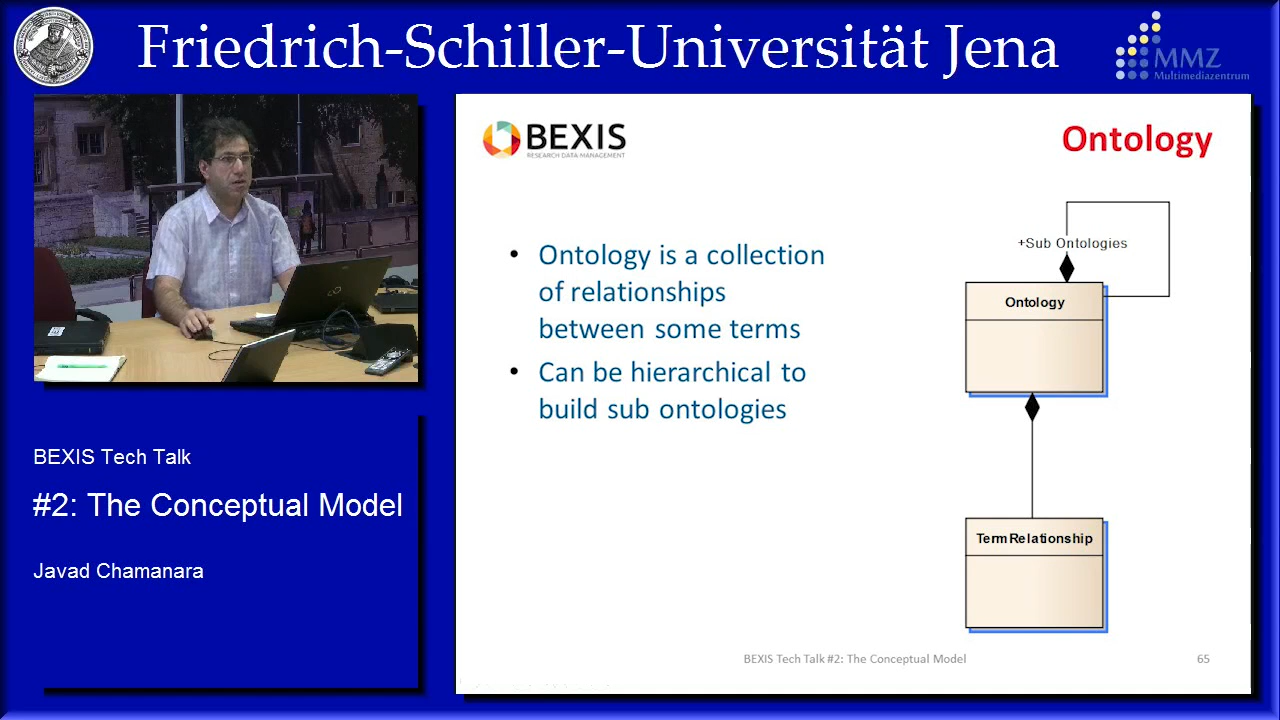 Friedrich-Schiller-Universität Jena
MMZ
Multimediazentrum
BEXIS Tech Talk
#2: The Conceptual Model
Javad Chamanara
BEXIS
RESEARCH DATA MANAGEMENT
Ontology
• Ontology is a collection
of relationships
between some terms
• Can be hierarchical to
build sub ontologies
+Sub Ontologies
Ontology
TermRelationship
BEXIS Tech Talk #2: The Conceptual Model
65